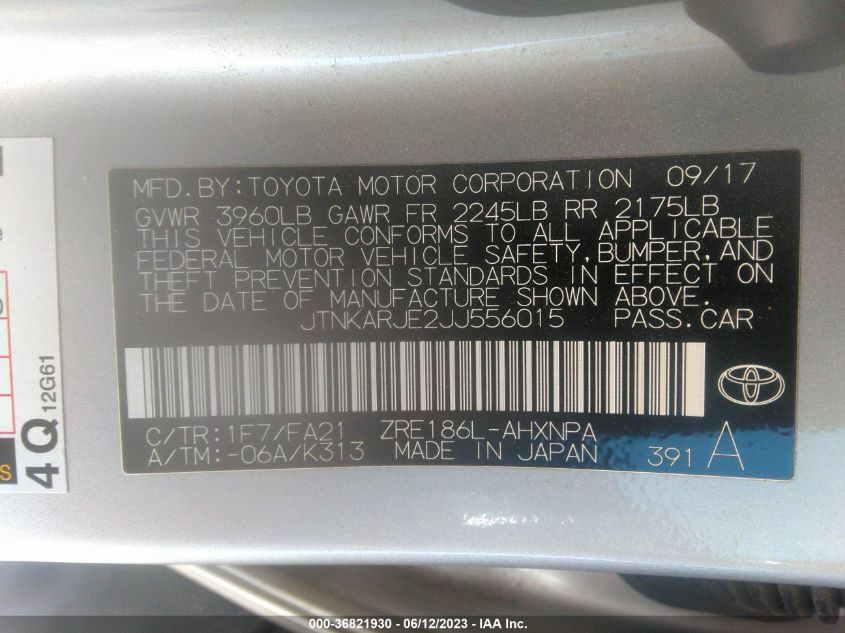 MFD.BY:TOYOTA MOTOR CORPORATION 09/17
GVWR 3960LB GAWR FR 2245LB RR 2175LB
THIS VEHICLE CONFORMS TO ALL APPLICABLE
FEDERAL MOTOR VEHICLE SAFETY,BUMPER,AND
THEFT PREVENTION STANDARDS IN EFFECT ON
THE DATE OF MANUFACTURE SHOWN ABOVE.
JTNKARJE2JJ556015 PASS.CAR
C/TR:1F7/FA21 ZRE186L-AHXNPA
A/TM:-06A/K313 MADE IN JAPAN 391 A
4Q 12G61
000-36821930 - 06/12/2023 - IAA Inc.